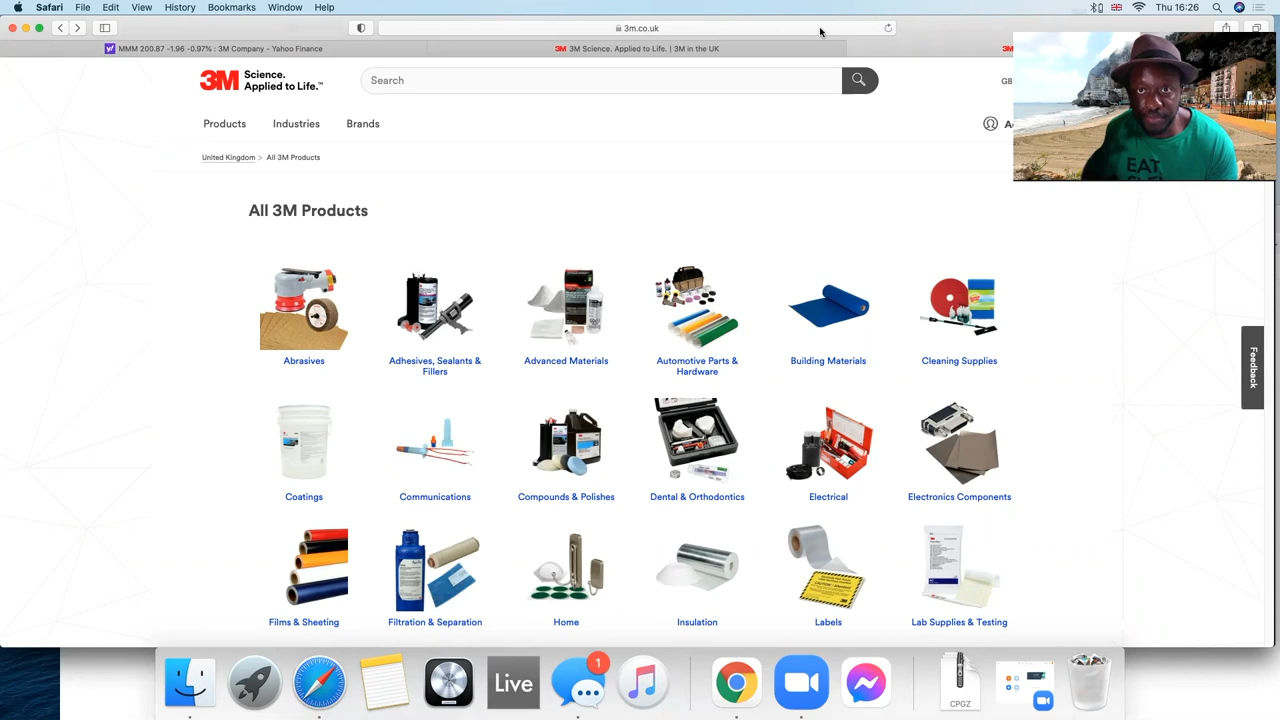 Safari File Edit View History Bookmarks Window Help Thu 16:26
3m.co.uk
MMM 200.87 -1.96 -0.97% : 3M Company - Yahoo Finance
3M Science. Applied to Life. | 3M in the UK
3M
3M Science.
Applied to Life.™
Search
GB
Products Industries Brands
United Kingdom > All 3M Products
EAT
All 3M Products
Abrasives
Adhesives, Sealants &
Fillers
Advanced Materials
Automotive Parts &
Hardware
Building Materials
Cleaning Supplies
Feedback
Coatings
Communications
Compounds & Polishes
Dental & Orthodontics
Electrical
Electronics Components
Films & Sheeting
Filtration & Separation
Home
Insulation
Labels
Lab Supplies & Testing
Live
1
CPGZ